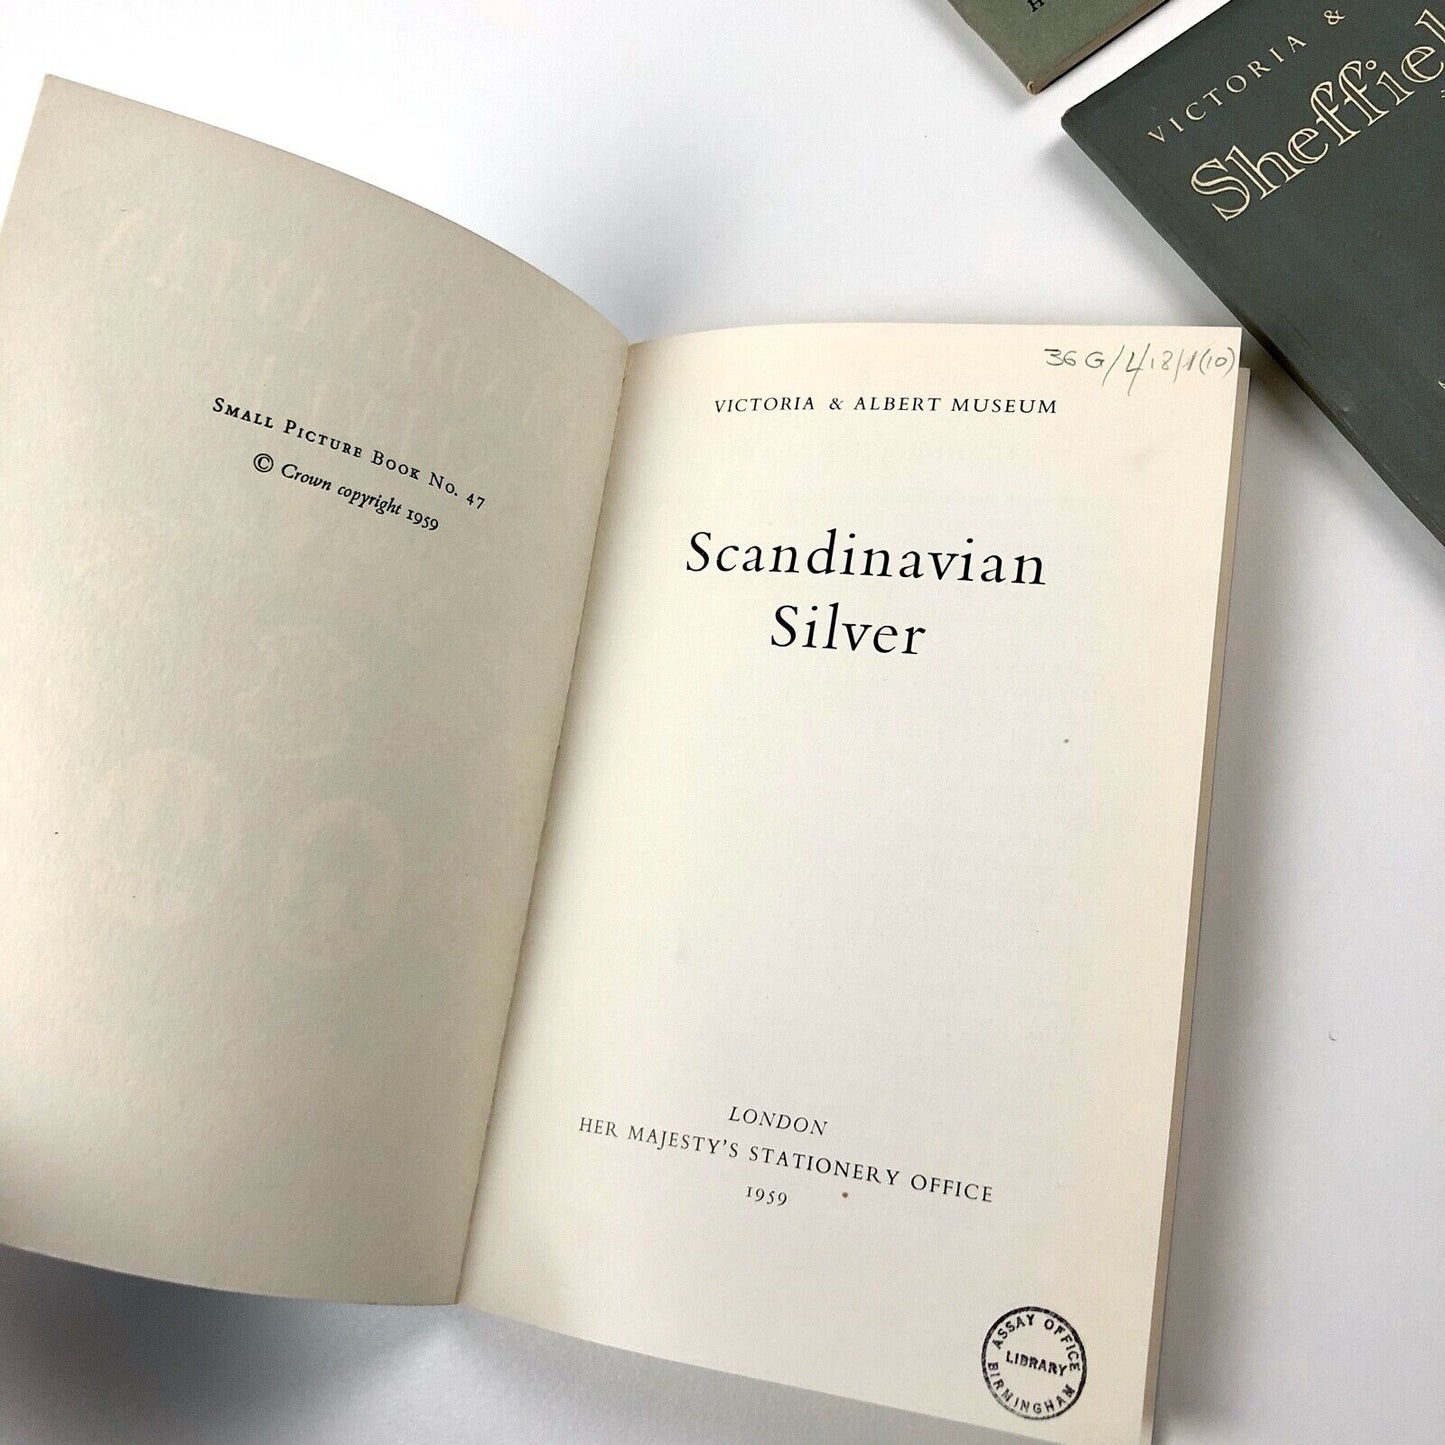 SMALL PICTURE BOOK NO. 47
© Crown copyright 1959
36 G/L/18/1(10)
VICTORIA & ALBERT MUSEUM
Scandinavian
Silver
LONDON
HER MAJESTY'S STATIONERY OFFICE
1959
ASSAY OFFICE
LIBRARY
BIRMINGHAM
H
VICTORIA &
Sheffiel